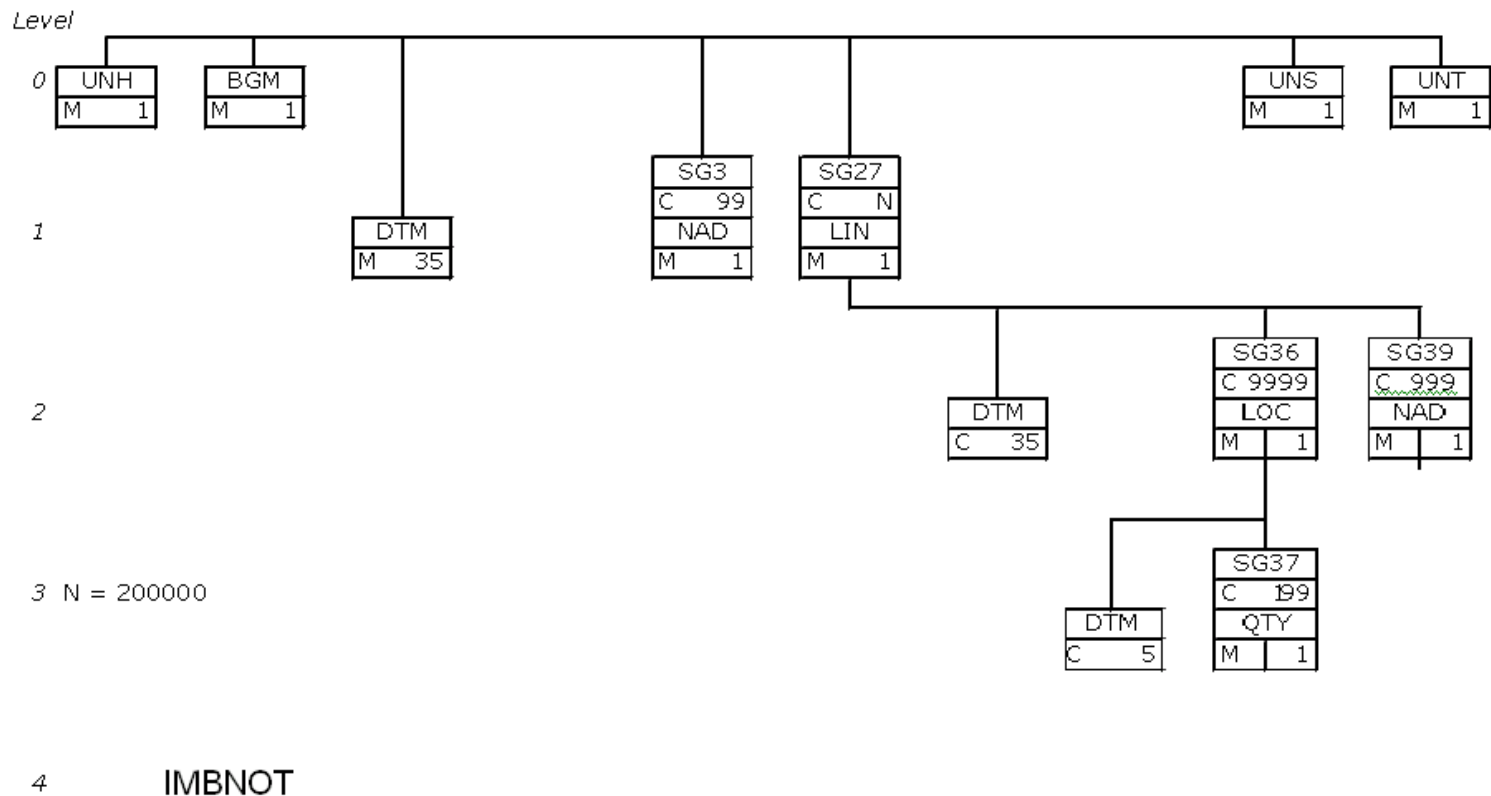 Level
0 UNH BGM UNS UNT
M 1 M 1 M 1 M 1
SG3 SG27
C 99 C N
1 DTM NAD LIN
M 35 M 1 M 1
SG36 SG39
C 9999 C 999
2 DTM LOC NAD
C 35 M 1 M 1
SG37
3 N = 200000 C 199
DTM QTY
C 5 M 1
4 IMBNOT